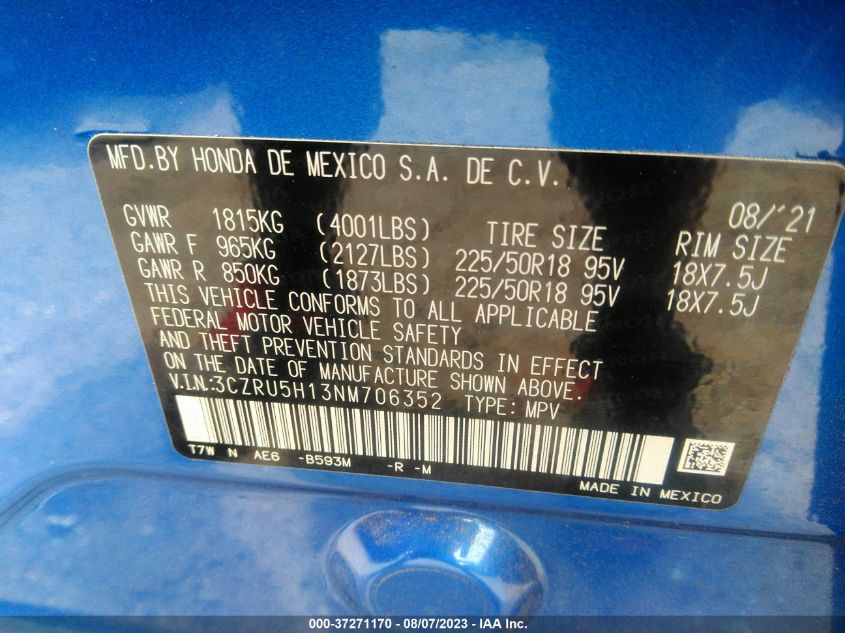 MFD.BY HONDA DE MEXICO S.A. DE C.V.
08/'21
GVWR 1815KG (4001LBS) TIRE SIZE RIM SIZE
GAWR F 965KG (2127LBS) 225/50R18 95V 18X7.5J
GAWR R 850KG (1873LBS) 225/50R18 95V 18X7.5J
THIS VEHICLE CONFORMS TO ALL APPLICABLE
FEDERAL MOTOR VEHICLE SAFETY
AND THEFT PREVENTION STANDARDS IN EFFECT
ON THE DATE OF MANUFACTURE SHOWN ABOVE.
V.I.N:3CZRU5H13NM706352 TYPE: MPV
T7W N AE6 -B593M -R -M
MADE IN MEXICO
000-37271170 - 08/07/2023 - IAA Inc.